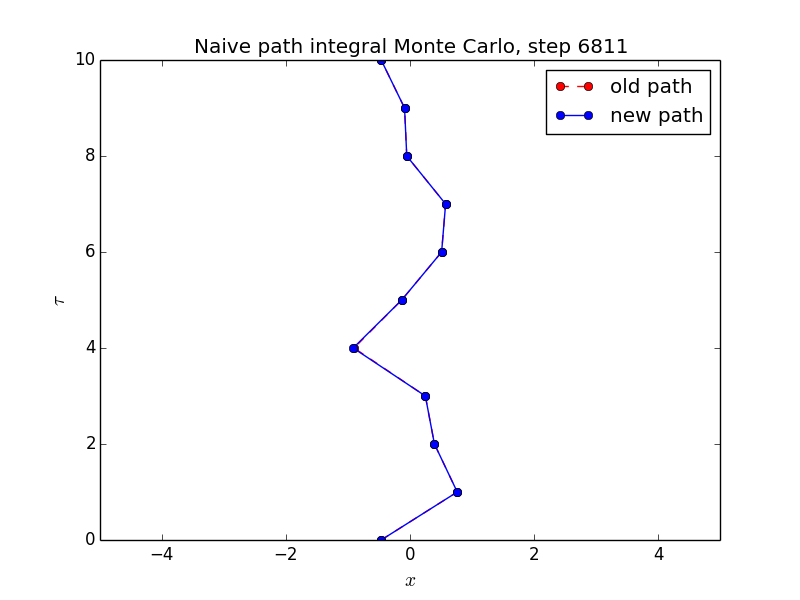 Naive path integral Monte Carlo, step 6811
old path
new path
10
8
6
4
2
0
τ
−4 −2 0 2 4
x